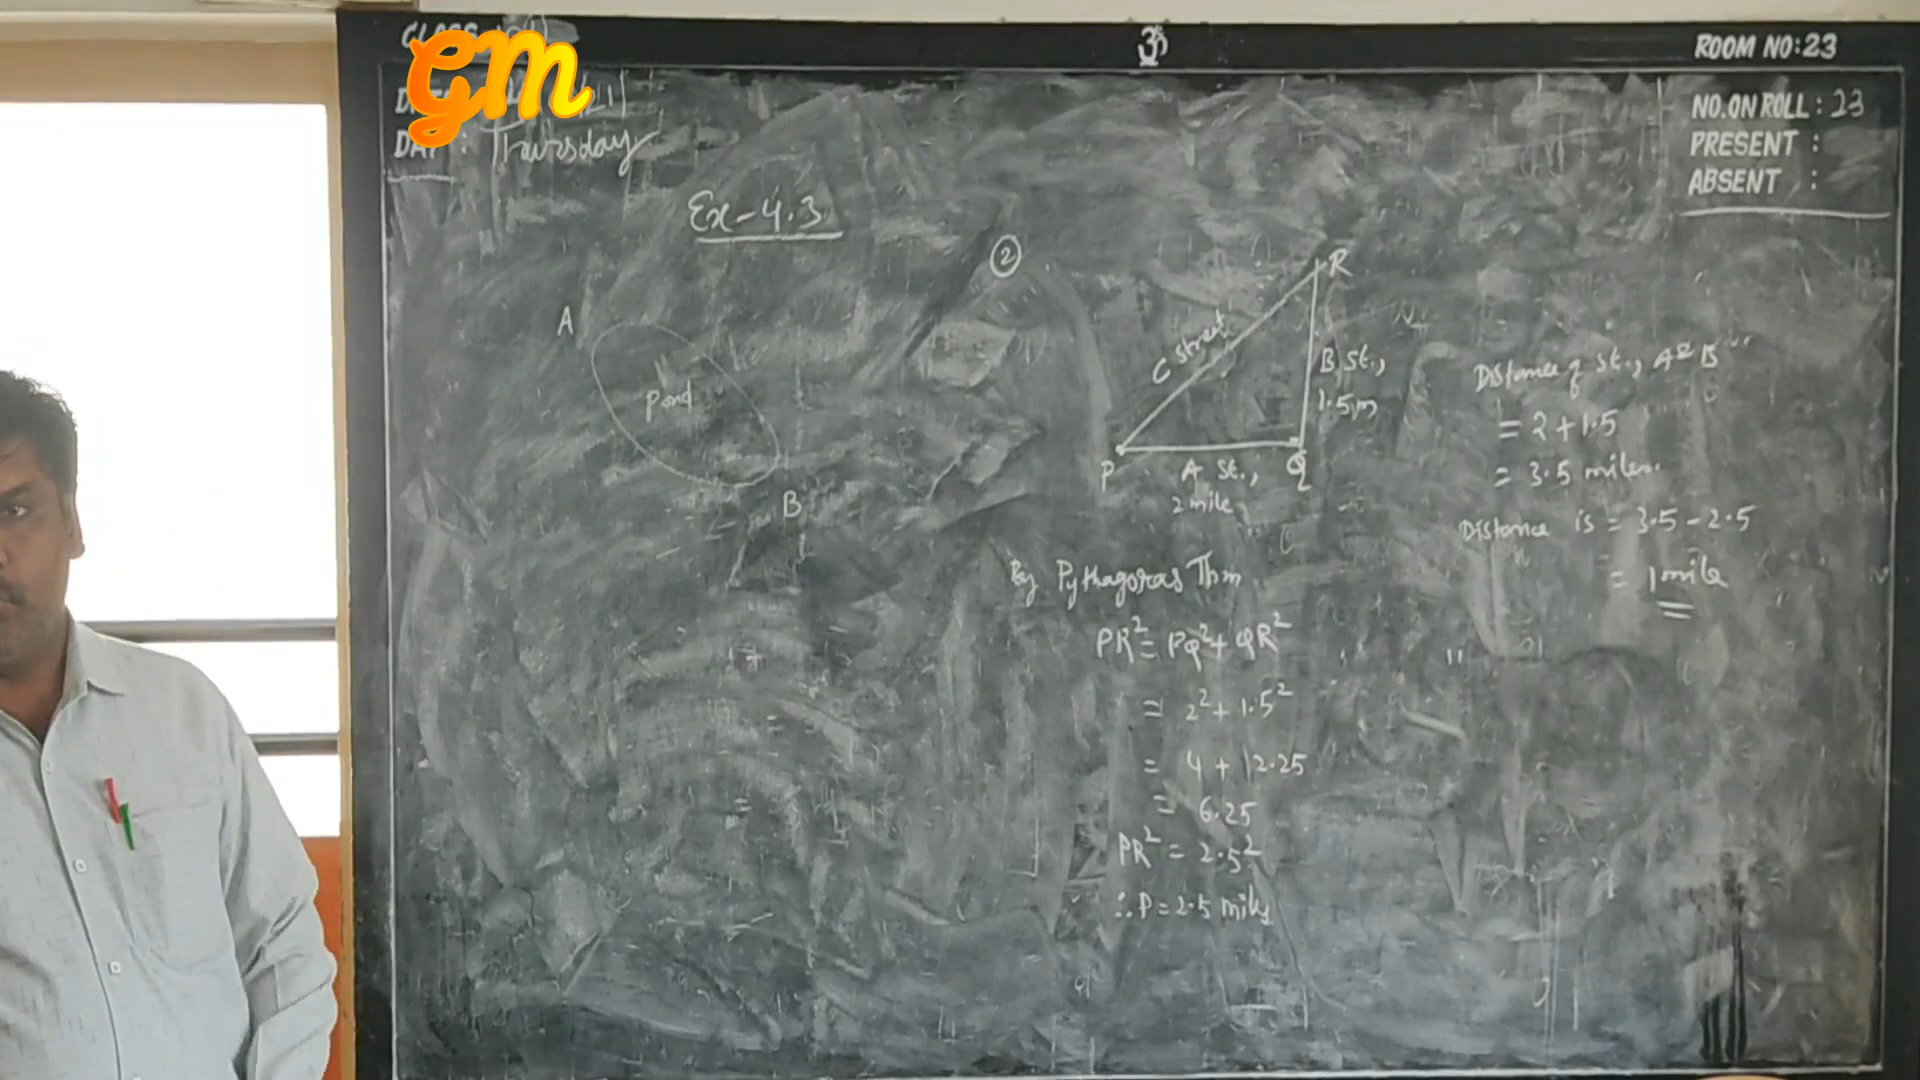 GM
CLASS
ॐ
ROOM NO:23
NO.ON ROLL : 23
PRESENT :
ABSENT :
DAY : Thursday
Ex-4.3
A
Pond
B
②
R
C street
B St.,
1.5m
P
A St.,
Q
2 mile
By Pythagoras Thm
PR² = PQ² + QR²
= 2² + 1.5²
= 4 + 12.25
= 6.25
PR² = 2.5²
∴ P = 2.5 miles
Distance of St., A & B
= 2 + 1.5
= 3.5 miles.
Distance is = 3.5 - 2.5
= 1 mile